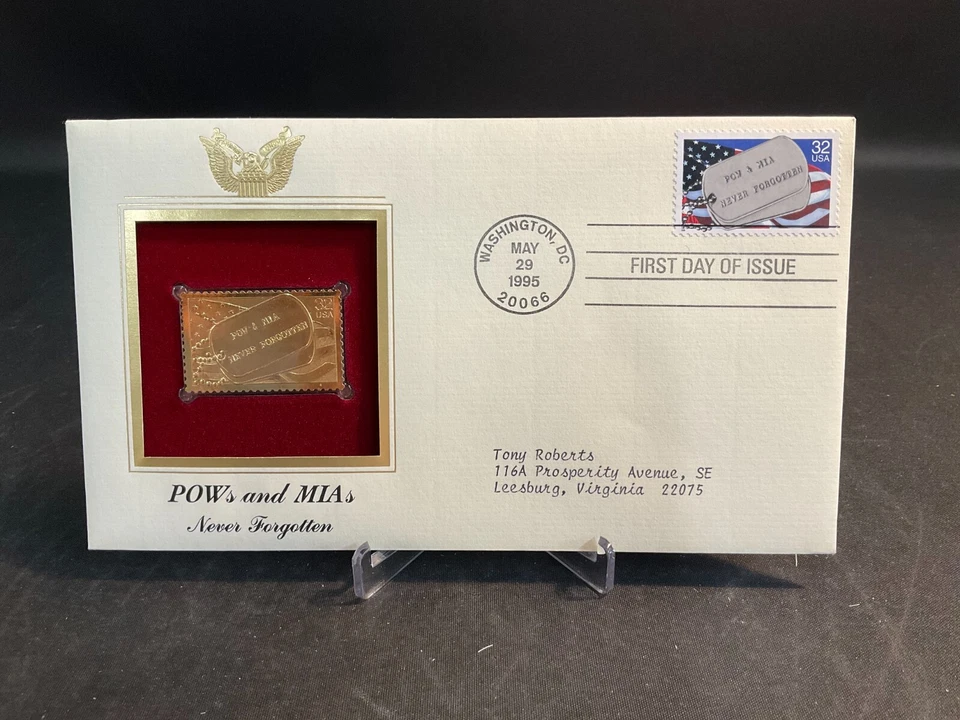 32
USA
POW & MIA
NEVER FORGOTTEN
WASHINGTON, DC
MAY
29
1995
20066
FIRST DAY OF ISSUE
32
USA
POW & MIA
NEVER FORGOTTEN
Tony Roberts
116A Prosperity Avenue, SE
Leesburg, Virginia 22075
POWs and MIAs
Never Forgotten